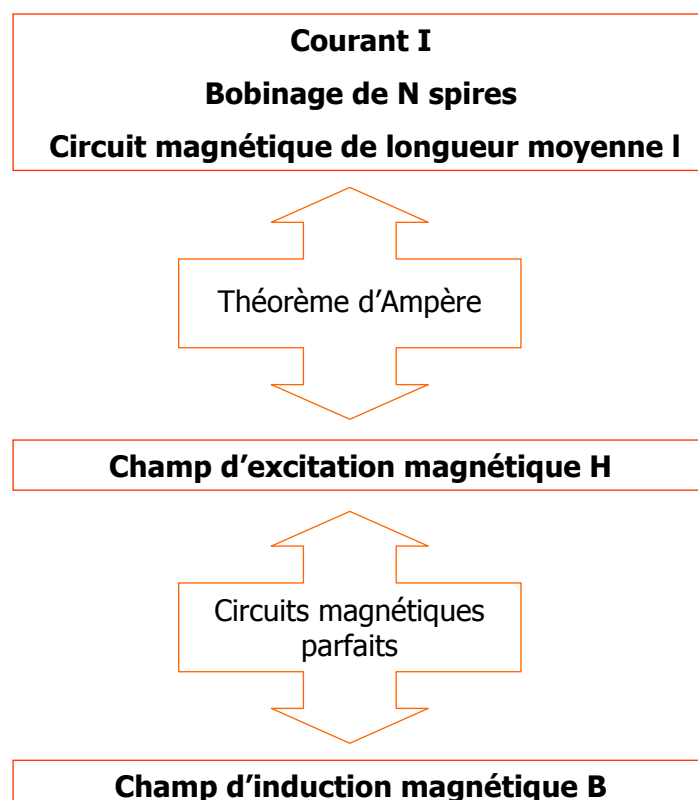 Courant I
Bobinage de N spires
Circuit magnétique de longueur moyenne l
Théorème d’Ampère
Champ d’excitation magnétique H
Circuits magnétiques
parfaits
Champ d’induction magnétique B